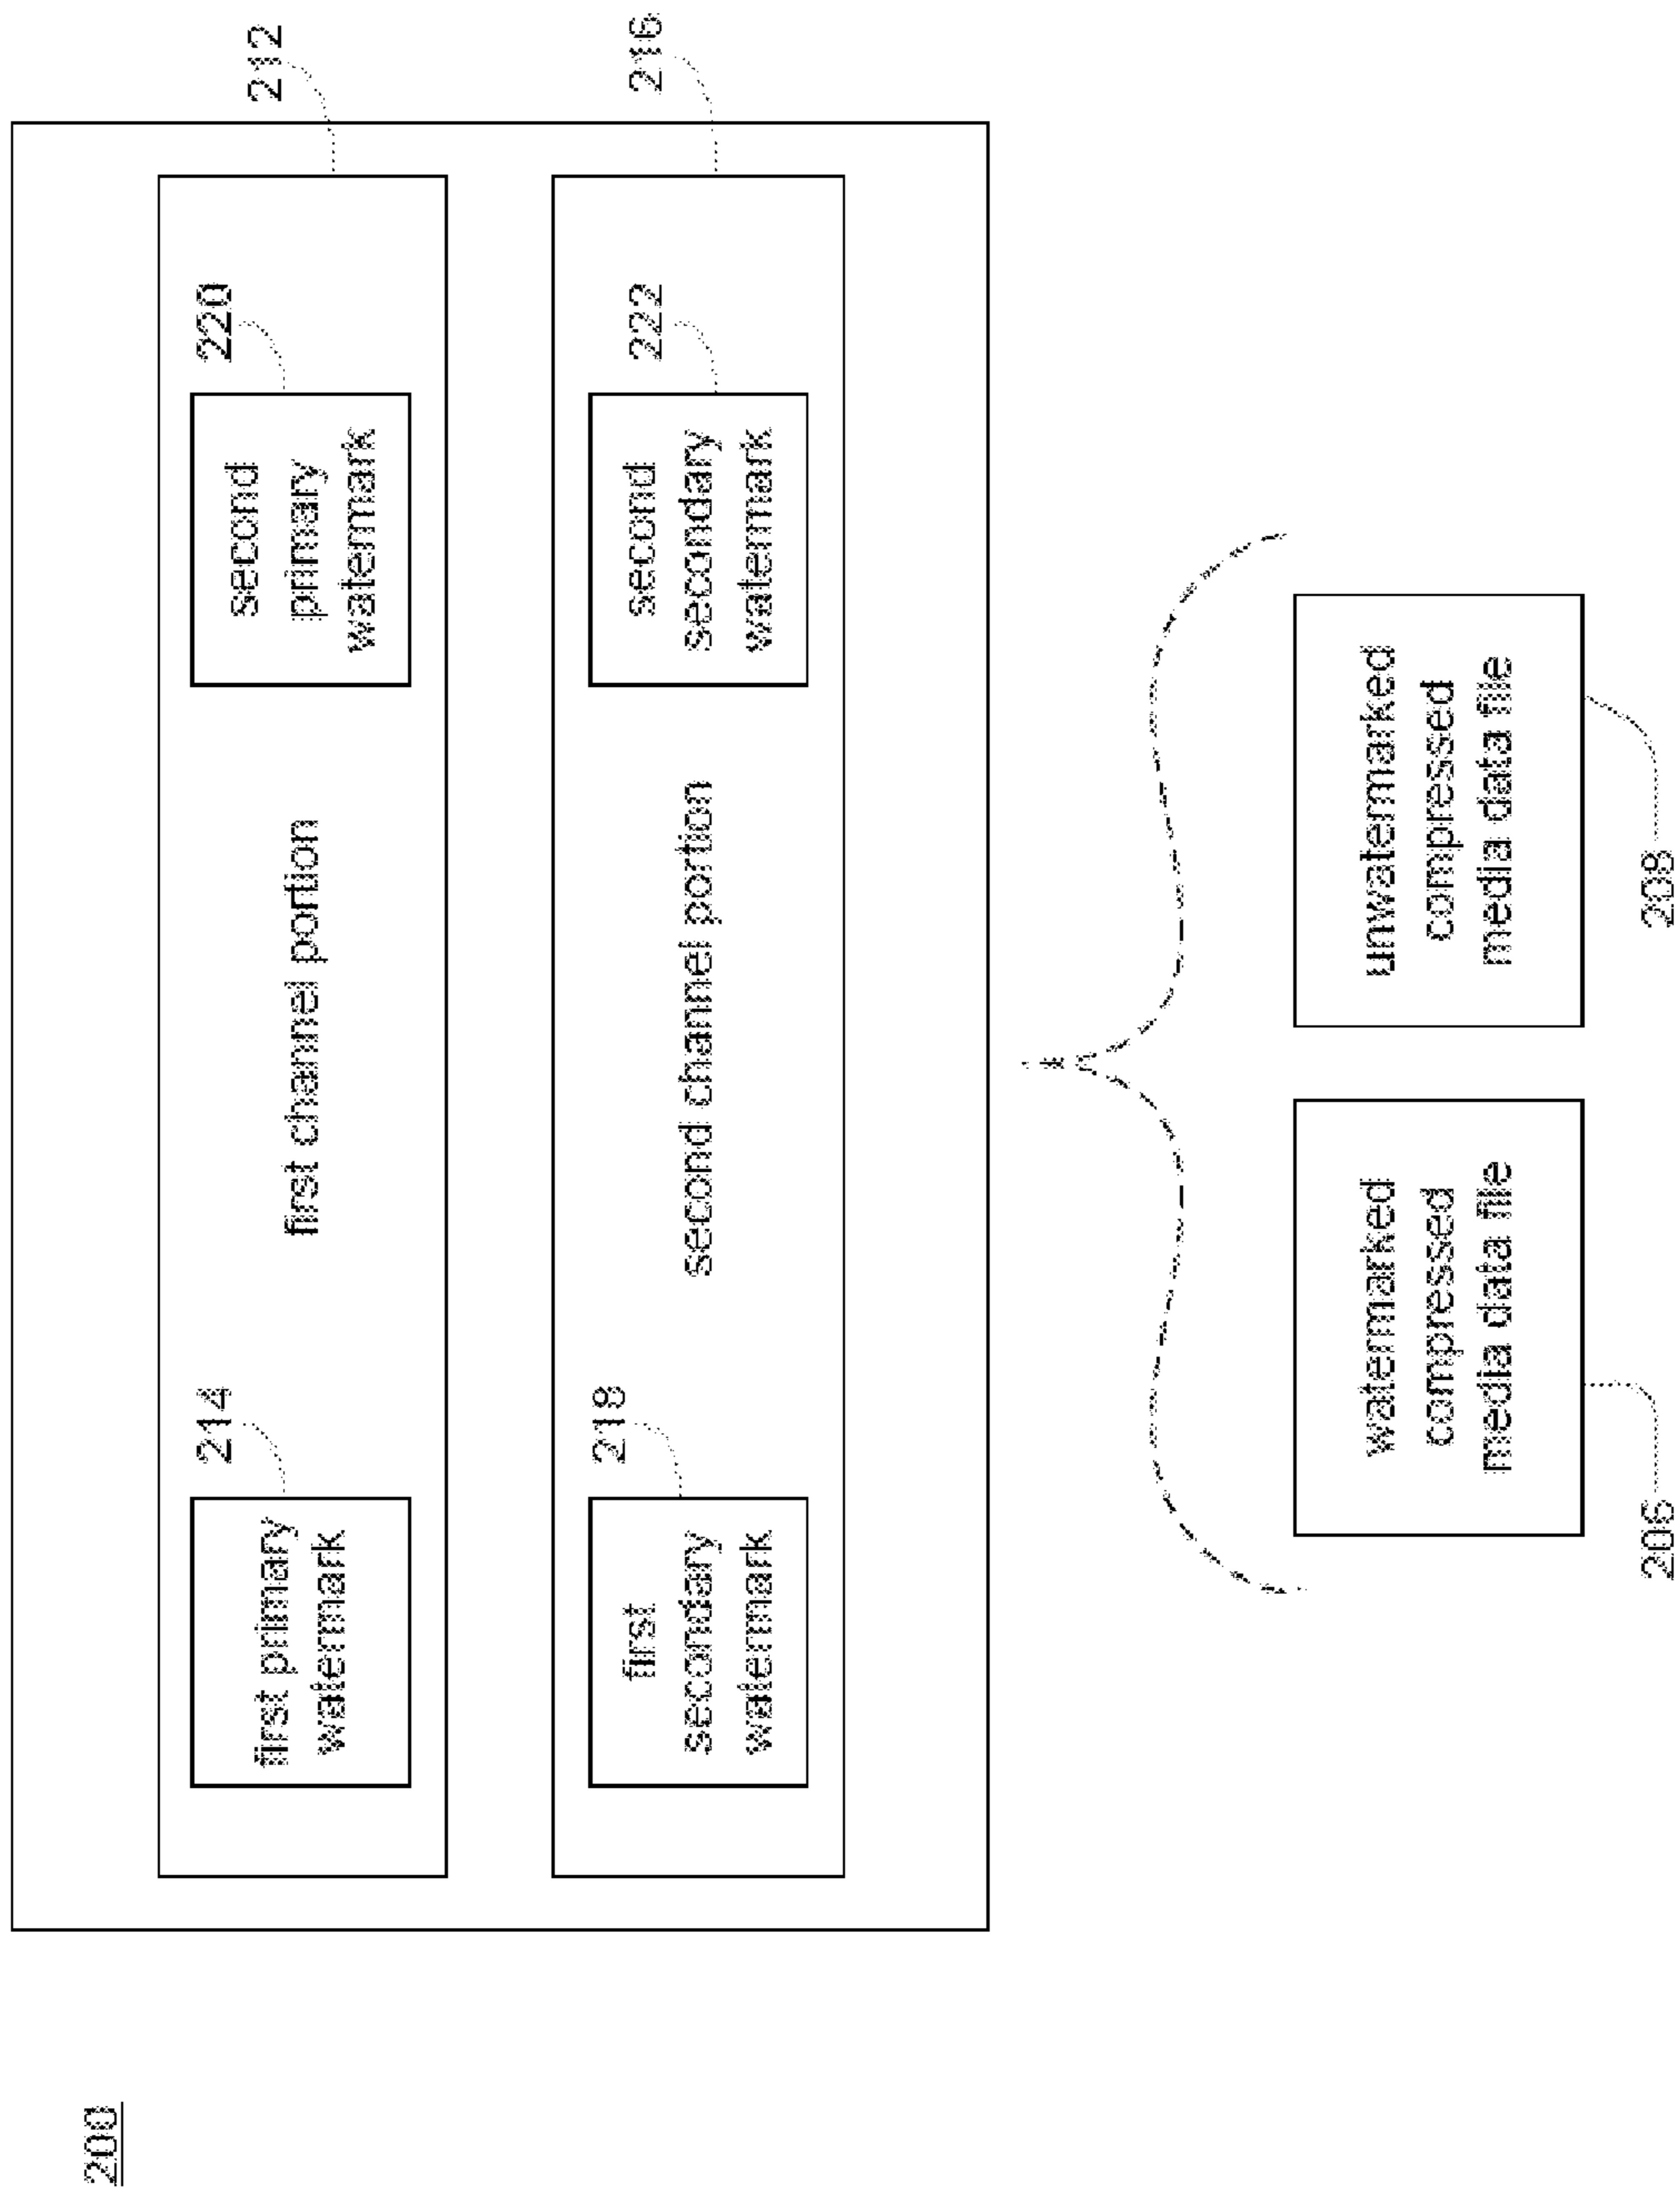 200
212
214
220
first primary
watermark
first channel portion
second
primary
watermark
216
218
222
first
secondary
watermark
second channel portion
second
secondary
watermark
watermarked
compressed
media data file
unwatermarked
compressed
media data file
206
208